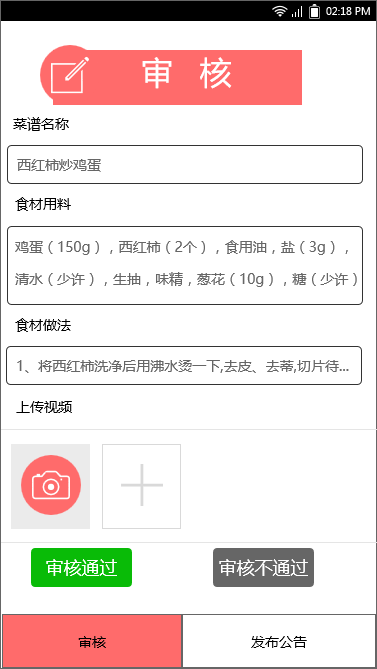 02:18 PM
审 核
菜谱名称
西红柿炒鸡蛋
食材用料
鸡蛋（150g），西红柿（2个），食用油，盐（3g），
清水（少许），生抽，味精，葱花（10g），糖（少许）
食材做法
1、将西红柿洗净后用沸水烫一下,去皮、去蒂,切片待...
上传视频
审核通过 审核不通过
审核 发布公告